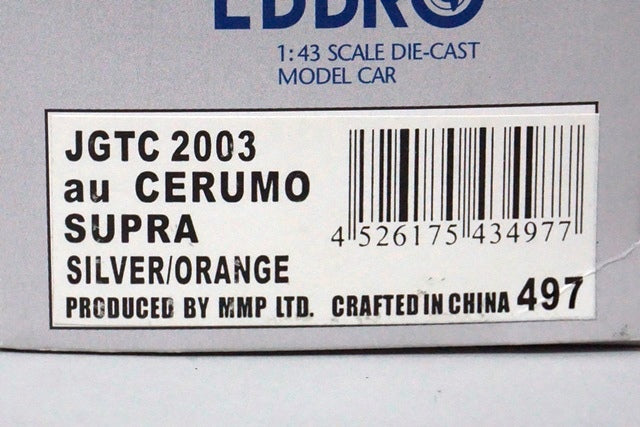 EBBRO
1:43 SCALE DIE-CAST
MODEL CAR
JGTC 2003
au CERUMO
SUPRA
SILVER/ORANGE
PRODUCED BY MMP LTD. CRAFTED IN CHINA 497
4 526175 434977